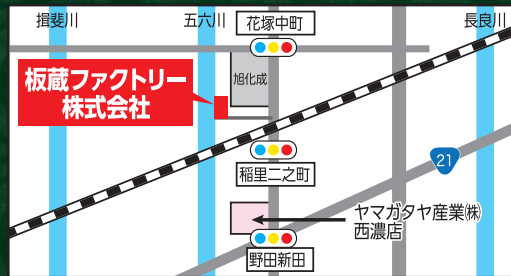 揖斐川
五六川
花塚中町
長良川
旭化成
板蔵ファクトリー
株式会社
稲里二之町
21
ヤマガタヤ産業㈱
西濃店
野田新田